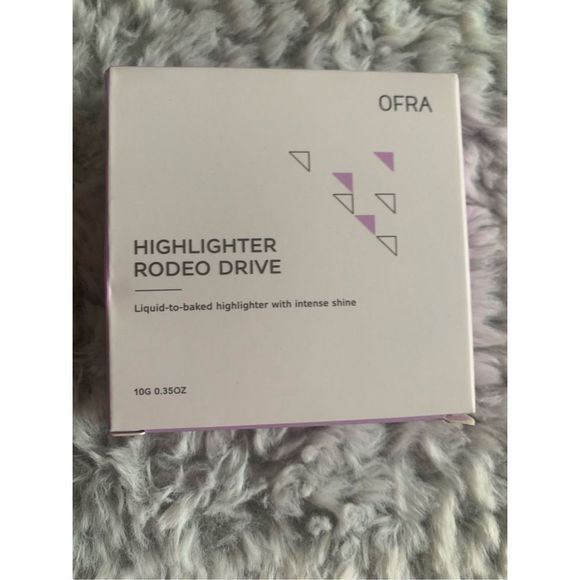 OFRA
HIGHLIGHTER
RODEO DRIVE
Liquid-to-baked highlighter with intense shine
10G 0.35OZ